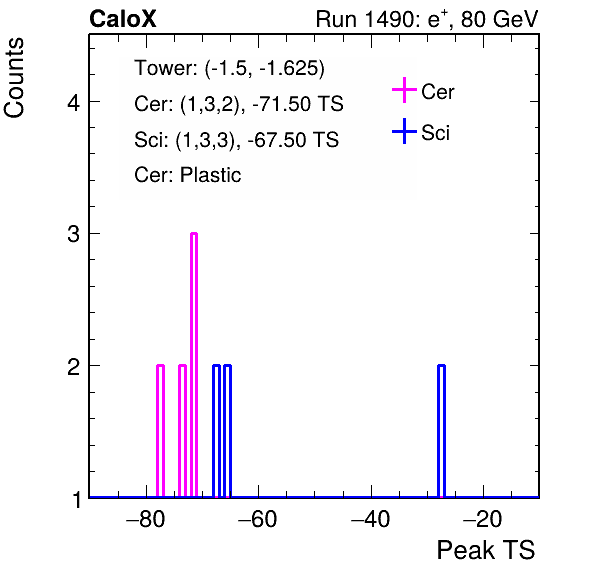 CaloX Run 1490: e⁺, 80 GeV
Counts
Tower: (-1.5, -1.625)
Cer: (1,3,2), -71.50 TS
Sci: (1,3,3), -67.50 TS
Cer: Plastic
Cer
Sci
4
3
2
1
−80 −60 −40 −20
Peak TS